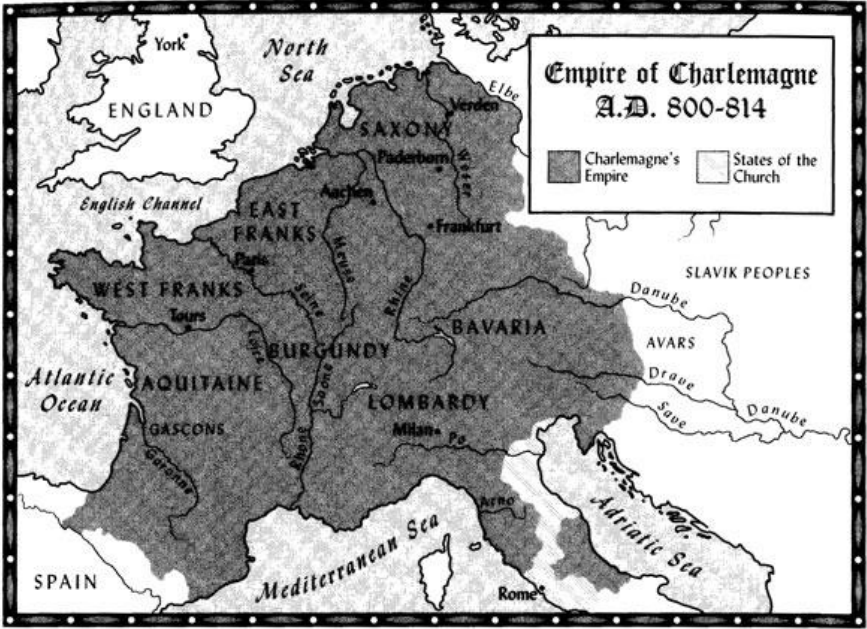 Empire of Charlemagne
A.D. 800-814
Charlemagne's
Empire
States of the
Church
York
North
Sea
ENGLAND
Elbe
Verden
SAXONY
Paderborn
Weser
Aachen
English Channel
EAST
FRANKS
Frankfurt
Paris
Meuse
SLAVIK PEOPLES
WEST FRANKS
Seine
Rhine
Danube
Tours
BAVARIA
Loire
BURGUNDY
AVARS
Atlantic
Ocean
AQUITAINE
Saone
Drave
LOMBARDY
Save
Danube
GASCONS
Milan
Po
Garonne
Rhone
Arno
Adriatic Sea
Mediterranean Sea
SPAIN
Rome